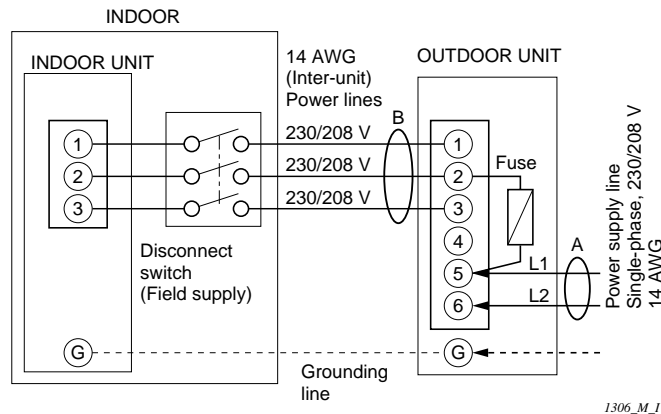 INDOOR
INDOOR UNIT
14 AWG
(Inter-unit)
Power lines
OUTDOOR UNIT
B
1
230/208 V
1
2
230/208 V
2
Fuse
3
230/208 V
3
4
Disconnect
switch
(Field supply)
5
L1
A
6
L2
Power supply line
Single-phase, 230/208 V
14 AWG
G
G
Grounding
line
1306_M_I